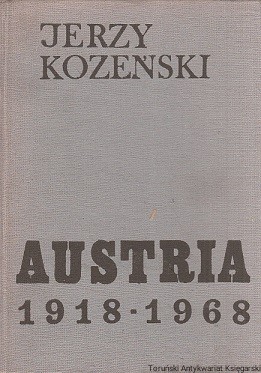 JERZY
KOZEŃSKI
AUSTRIA
1918-1968
Toruński Antykwariat Księgarski